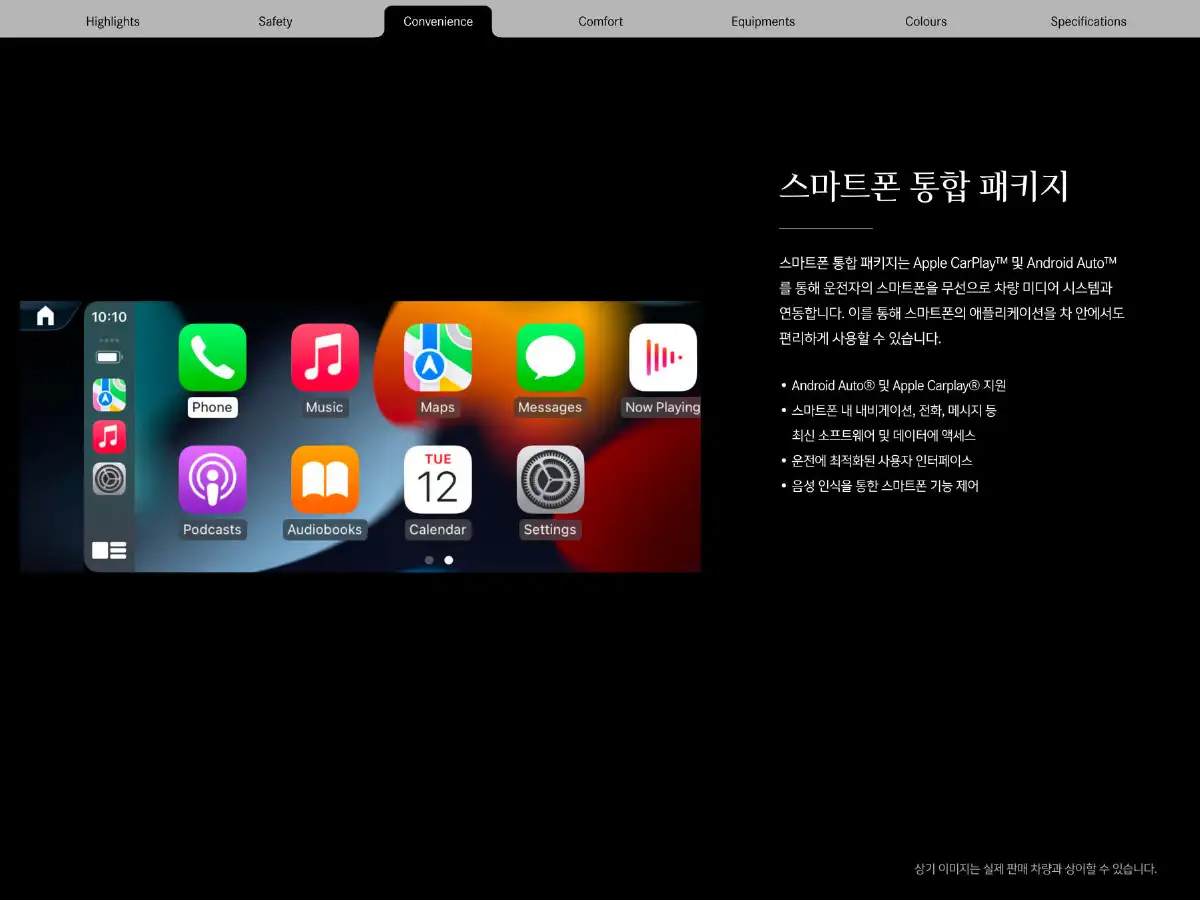 Highlights
Safety
Convenience
Comfort
Equipments
Colours
Specifications
스마트폰 통합 패키지
스마트폰 통합 패키지는 Apple CarPlay™ 및 Android Auto™
를 통해 운전자의 스마트폰을 무선으로 차량 미디어 시스템과
연동합니다. 이를 통해 스마트폰의 애플리케이션을 차 안에서도
편리하게 사용할 수 있습니다.
• Android Auto® 및 Apple Carplay® 지원
• 스마트폰 내 내비게이션, 전화, 메시지 등
최신 소프트웨어 및 데이터에 액세스
• 운전에 최적화된 사용자 인터페이스
• 음성 인식을 통한 스마트폰 기능 제어
10:10
Phone
Music
Maps
Messages
Now Playing
Podcasts
Audiobooks
TUE
12
Calendar
Settings
상기 이미지는 실제 판매 차량과 상이할 수 있습니다.